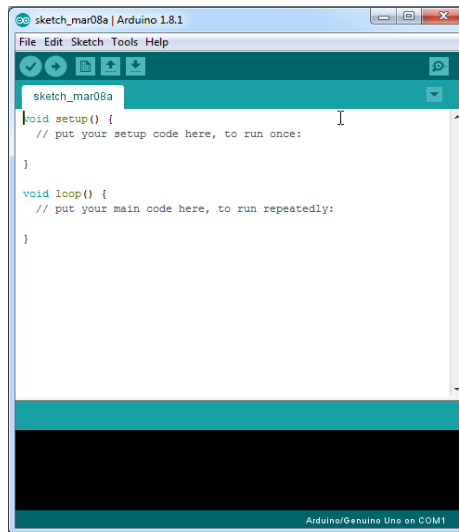 sketch_mar08a | Arduino 1.8.1
File Edit Sketch Tools Help
sketch_mar08a
void setup() {
  // put your setup code here, to run once:
}
void loop() {
  // put your main code here, to run repeatedly:
}
Arduino/Genuino Uno on COM1